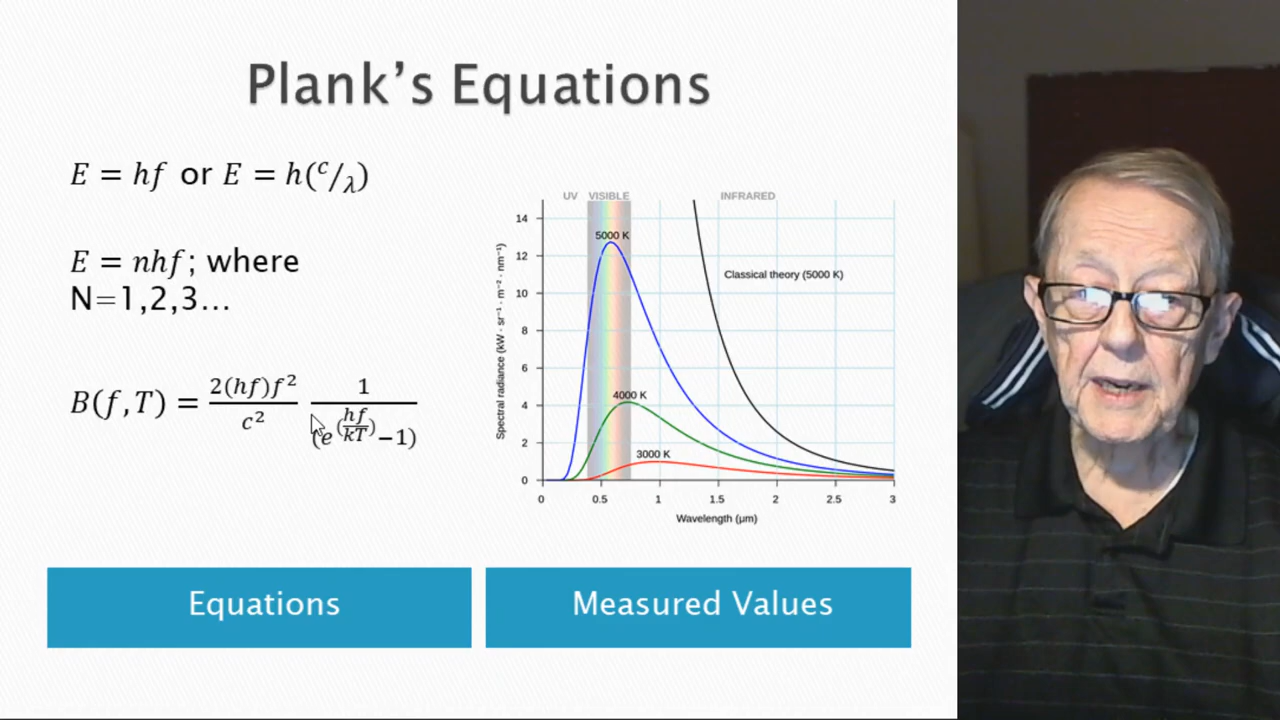 Plank's Equations
E = hf or E = h(c/λ)
E = nhf; where
N=1,2,3…
B(f,T) = 2(hf)f²/c² 1/(e^(hf/kT)−1)
UV VISIBLE INFRARED
14
12
10
8
6
4
2
0
5000 K
4000 K
3000 K
Classical theory (5000 K)
Spectral radiance (kW · sr⁻¹ · m⁻² · nm⁻¹)
0 0.5 1 1.5 2 2.5 3
Wavelength (μm)
Equations
Measured Values